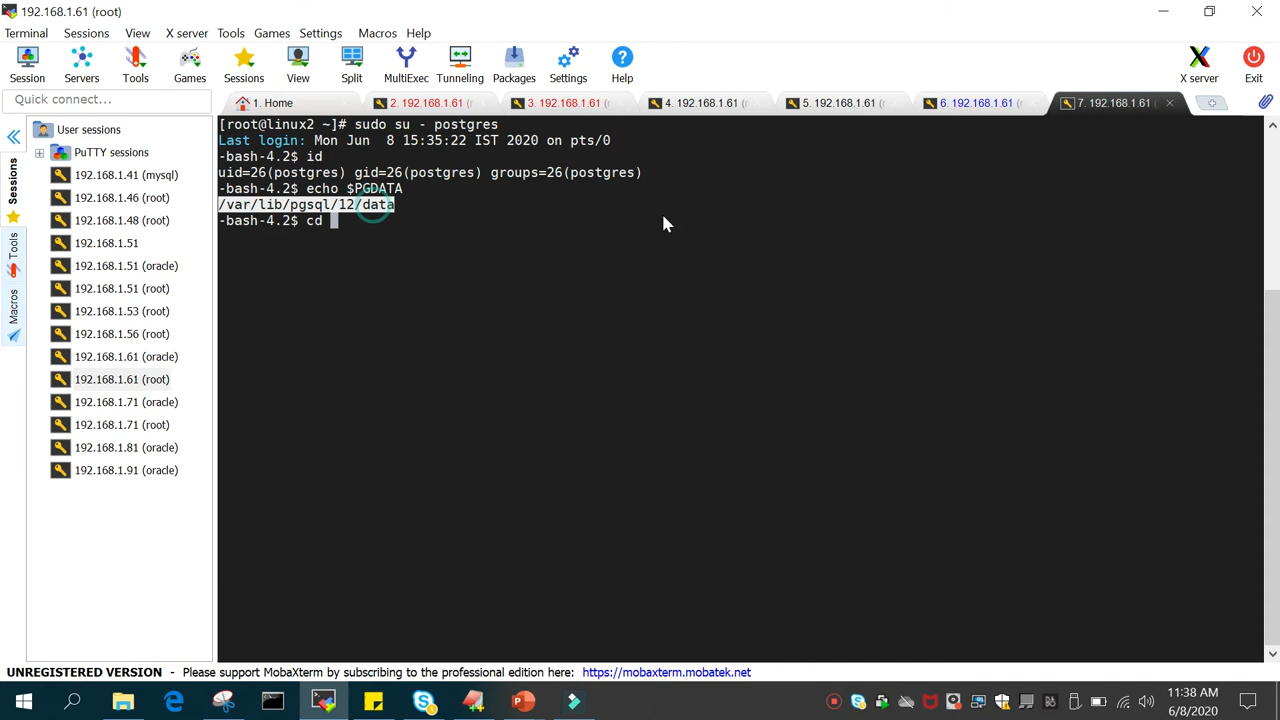 192.168.1.61 (root)
Terminal Sessions View X server Tools Games Settings Macros Help
Session Servers Tools Games Sessions View Split MultiExec Tunneling Packages Settings Help X server Exit
Quick connect...
1. Home
2. 192.168.1.61 (r
3. 192.168.1.61 (r
4. 192.168.1.61 (r
5. 192.168.1.61 (r
6. 192.168.1.61 (r
7. 192.168.1.61 (r
Sessions
Tools
Macros
User sessions
PuTTY sessions
192.168.1.41 (mysql)
192.168.1.46 (root)
192.168.1.48 (root)
192.168.1.51
192.168.1.51 (oracle)
192.168.1.51 (root)
192.168.1.53 (root)
192.168.1.56 (root)
192.168.1.61 (oracle)
192.168.1.61 (root)
192.168.1.71 (oracle)
192.168.1.71 (root)
192.168.1.81 (oracle)
192.168.1.91 (oracle)
[root@linux2 ~]# sudo su - postgres
Last login: Mon Jun  8 15:35:22 IST 2020 on pts/0
-bash-4.2$ id
uid=26(postgres) gid=26(postgres) groups=26(postgres)
-bash-4.2$ echo $PGDATA
/var/lib/pgsql/12/data
-bash-4.2$ cd
UNREGISTERED VERSION - Please support MobaXterm by subscribing to the professional edition here: https://mobaxterm.mobatek.net
11:38 AM
6/8/2020